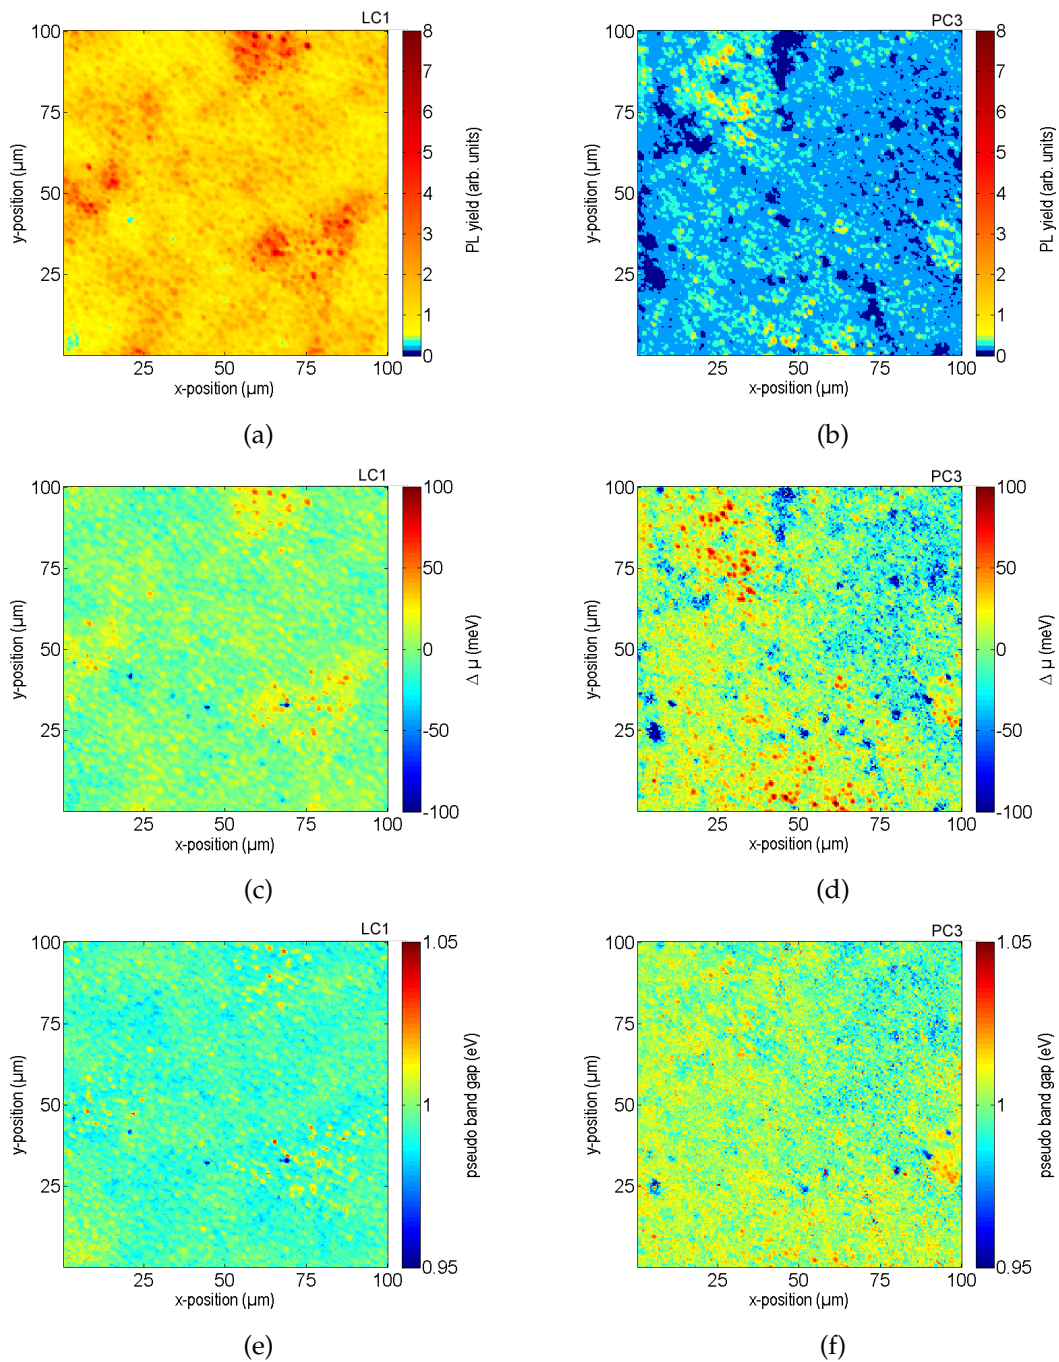 LC1
100
75
50
25
25
50
75
100
x-position (µm)
y-position (µm)
8
7
6
5
4
3
2
1
0
PL yield (arb. units)
(a)
PC3
100
75
50
25
25
50
75
100
x-position (µm)
y-position (µm)
8
7
6
5
4
3
2
1
0
PL yield (arb. units)
(b)
LC1
100
75
50
25
25
50
75
100
x-position (µm)
y-position (µm)
100
50
0
-50
-100
Δ µ (meV)
(c)
PC3
100
75
50
25
25
50
75
100
x-position (µm)
y-position (µm)
100
50
0
-50
-100
Δ µ (meV)
(d)
LC1
100
75
50
25
25
50
75
100
x-position (µm)
y-position (µm)
1.05
1
0.95
pseudo band gap (eV)
(e)
PC3
100
75
50
25
25
50
75
100
x-position (µm)
y-position (µm)
1.05
1
0.95
pseudo band gap (eV)
(f)